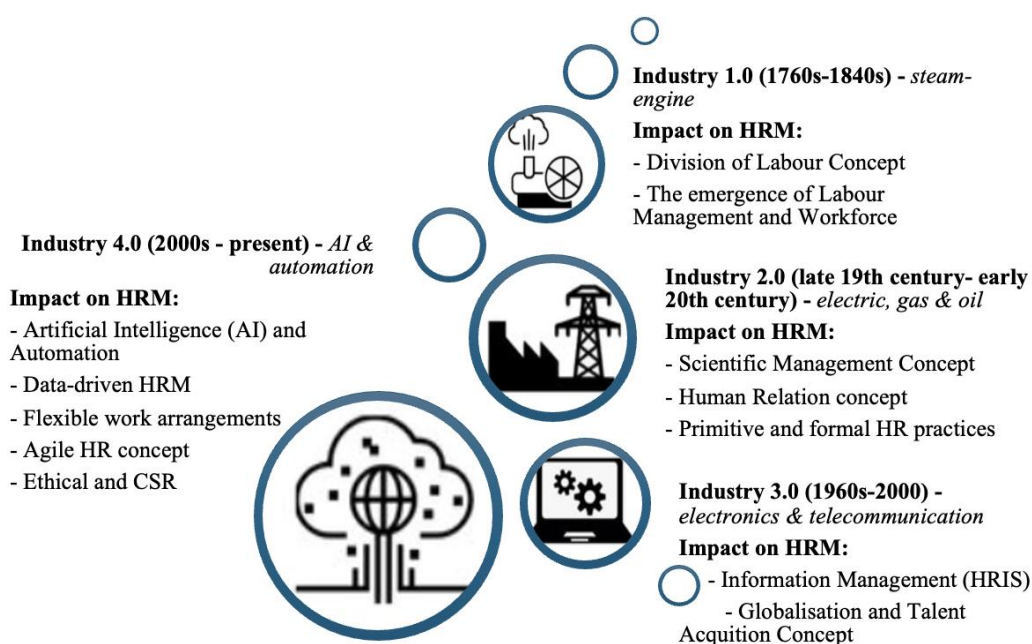 Industry 1.0 (1760s-1840s) - steam-
engine
Impact on HRM:
- Division of Labour Concept
- The emergence of Labour
Management and Workforce
Industry 4.0 (2000s - present) - AI &
automation
Impact on HRM:
- Artificial Intelligence (AI) and
Automation
- Data-driven HRM
- Flexible work arrangements
- Agile HR concept
- Ethical and CSR
Industry 2.0 (late 19th century- early
20th century) - electric, gas & oil
Impact on HRM:
- Scientific Management Concept
- Human Relation concept
- Primitive and formal HR practices
Industry 3.0 (1960s-2000) -
electronics & telecommunication
Impact on HRM:
- Information Management (HRIS)
- Globalisation and Talent
Acquition Concept